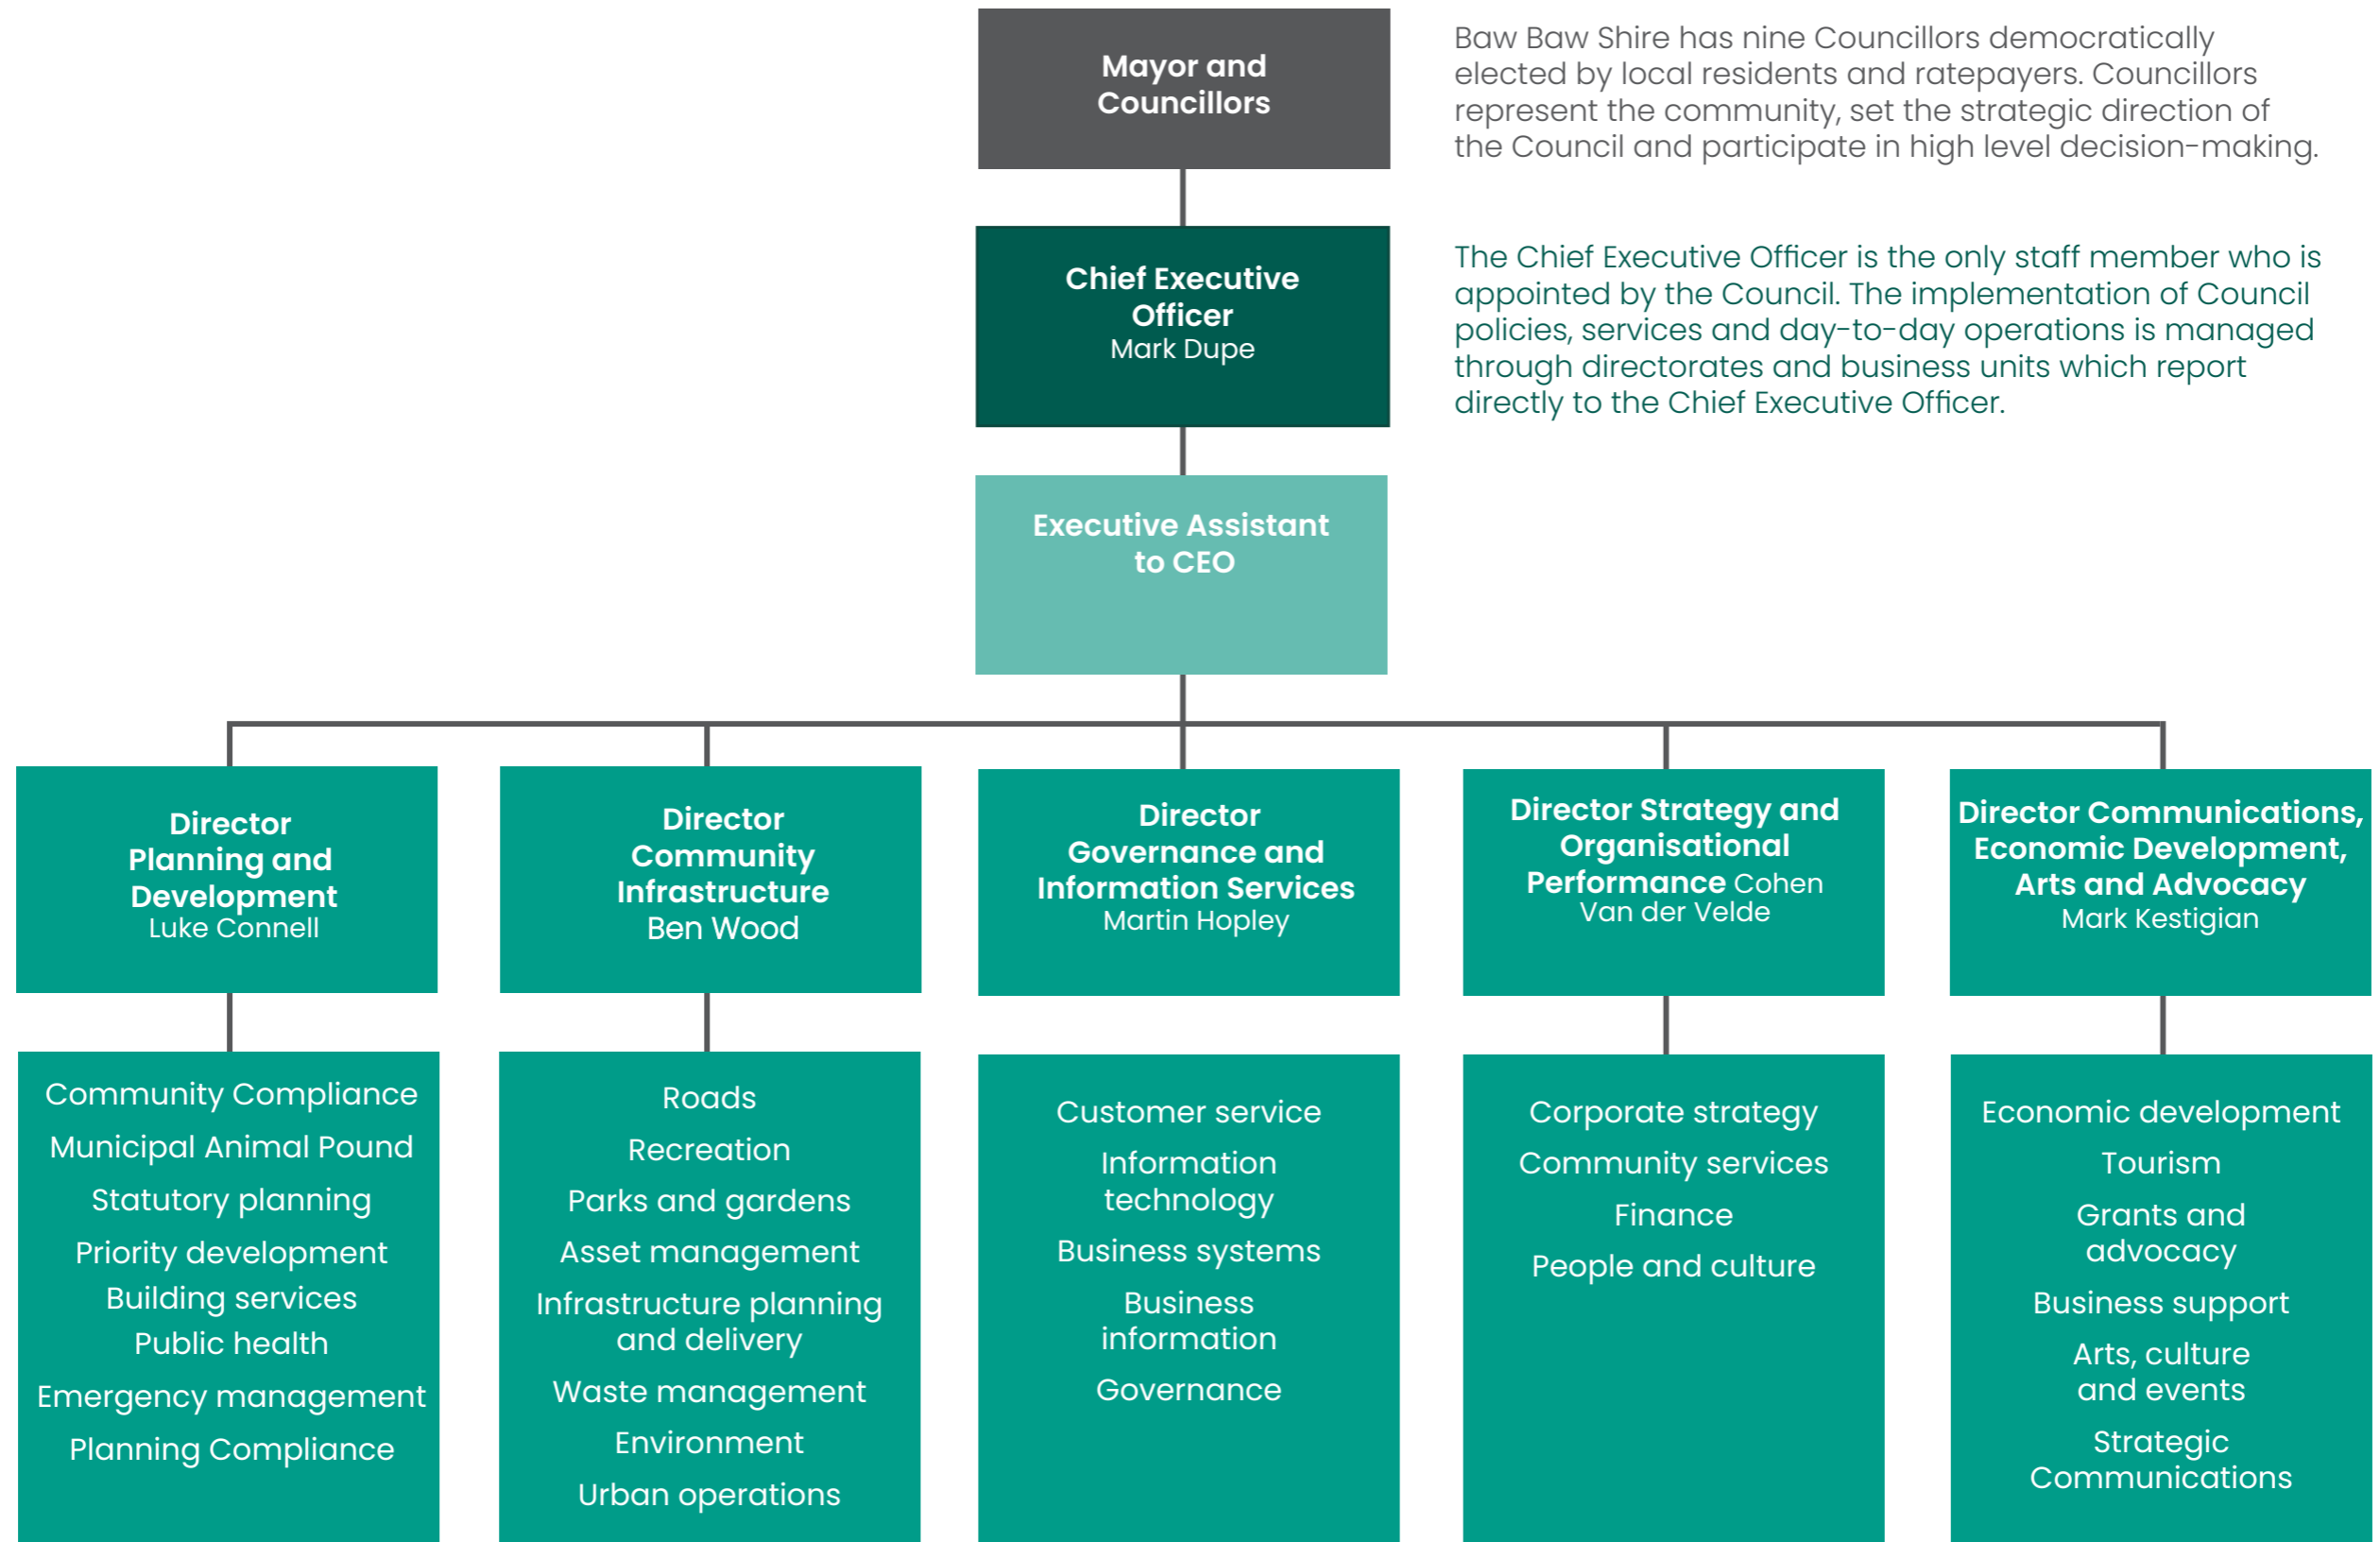 Mayor and
Councillors
Baw Baw Shire has nine Councillors democratically
elected by local residents and ratepayers. Councillors
represent the community, set the strategic direction of
the Council and participate in high level decision-making.
Chief Executive
Officer
Mark Dupe
The Chief Executive Officer is the only staff member who is
appointed by the Council. The implementation of Council
policies, services and day-to-day operations is managed
through directorates and business units which report
directly to the Chief Executive Officer.
Executive Assistant
to CEO
Director
Planning and
Development
Luke Connell
Director
Community
Infrastructure
Ben Wood
Director
Governance and
Information Services
Martin Hopley
Director Strategy and
Organisational
Performance Cohen
Van der Velde
Director Communications,
Economic Development,
Arts and Advocacy
Mark Kestigian
Community Compliance
Municipal Animal Pound
Statutory planning
Priority development
Building services
Public health
Emergency management
Planning Compliance
Roads
Recreation
Parks and gardens
Asset management
Infrastructure planning
and delivery
Waste management
Environment
Urban operations
Customer service
Information
technology
Business systems
Business
information
Governance
Corporate strategy
Community services
Finance
People and culture
Economic development
Tourism
Grants and
advocacy
Business support
Arts, culture
and events
Strategic
Communications